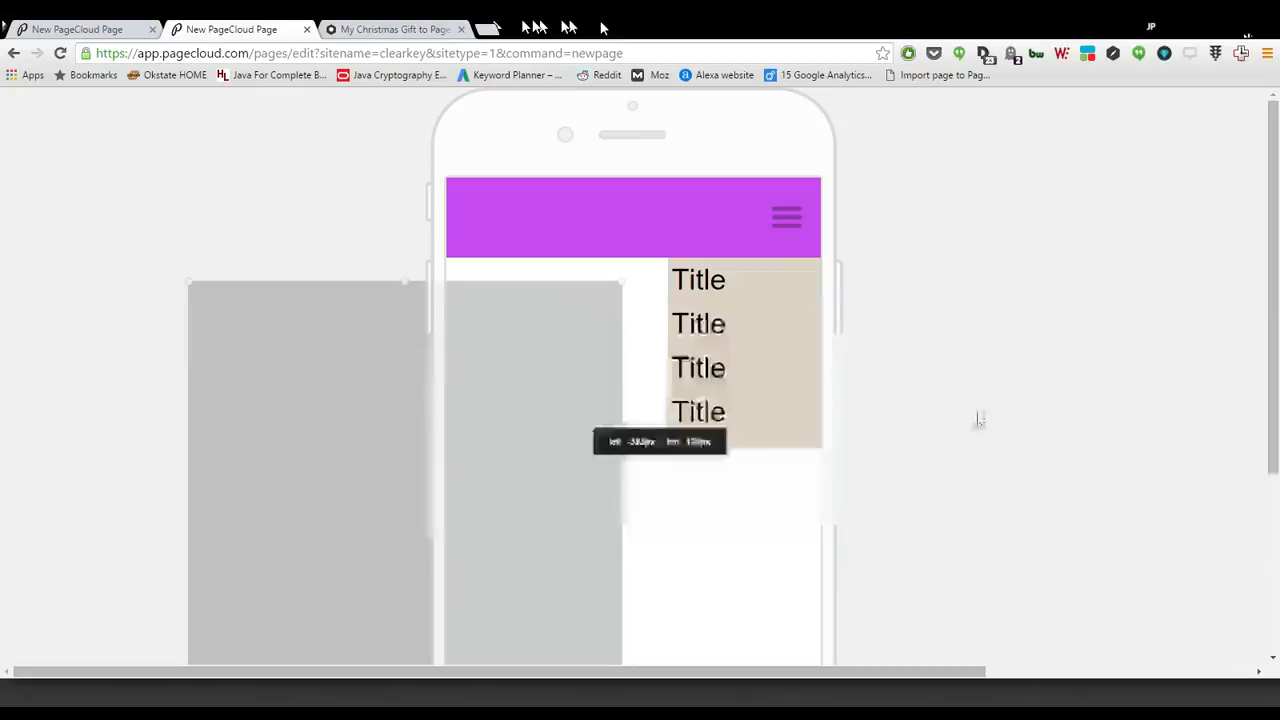 JP
New PageCloud Page
New PageCloud Page
My Christmas Gift to Page
https://app.pagecloud.com/pages/edit?sitename=clearkey&sitetype=1&command=newpage
Apps Bookmarks Okstate HOME Java For Complete B... Java Cryptography E... Keyword Planner – ... Reddit Moz Alexa website 15 Google Analytics... Import page to Pag...
Title
Title
Title
Title